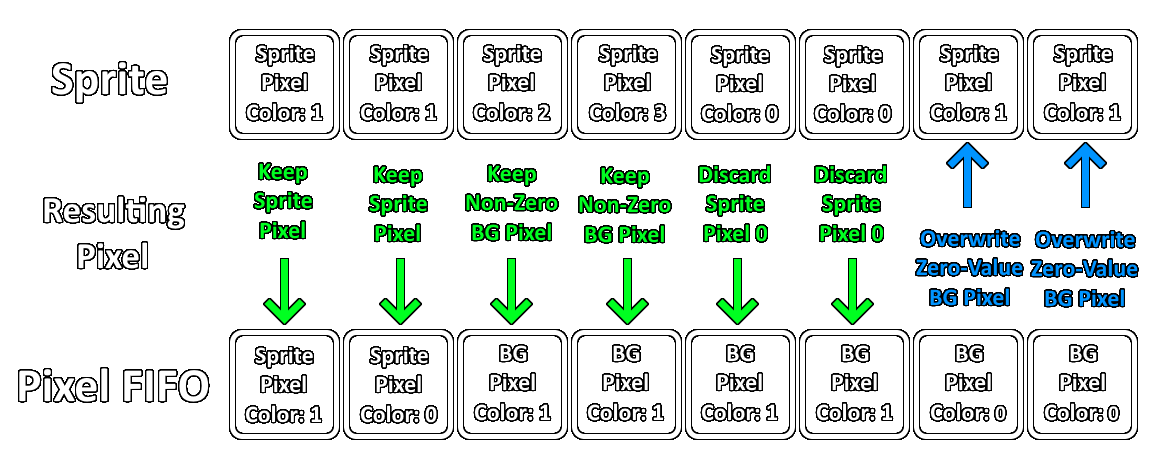 Sprite
Sprite Pixel Color: 1
Sprite Pixel Color: 1
Sprite Pixel Color: 2
Sprite Pixel Color: 3
Sprite Pixel Color: 0
Sprite Pixel Color: 0
Sprite Pixel Color: 1
Sprite Pixel Color: 1
Resulting Pixel
Keep Sprite Pixel
Keep Sprite Pixel
Keep Non-Zero BG Pixel
Keep Non-Zero BG Pixel
Discard Sprite Pixel 0
Discard Sprite Pixel 0
Overwrite Zero-Value BG Pixel
Overwrite Zero-Value BG Pixel
Pixel FIFO
Sprite Pixel Color: 1
Sprite Pixel Color: 0
BG Pixel Color: 1
BG Pixel Color: 1
BG Pixel Color: 1
BG Pixel Color: 1
BG Pixel Color: 0
BG Pixel Color: 0